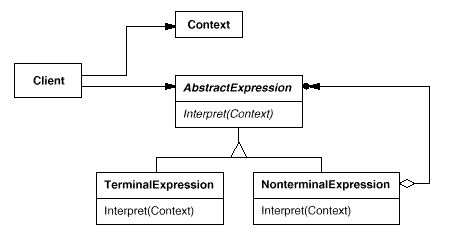 Context
Client
AbstractExpression
Interpret(Context)
TerminalExpression
Interpret(Context)
NonterminalExpression
Interpret(Context)